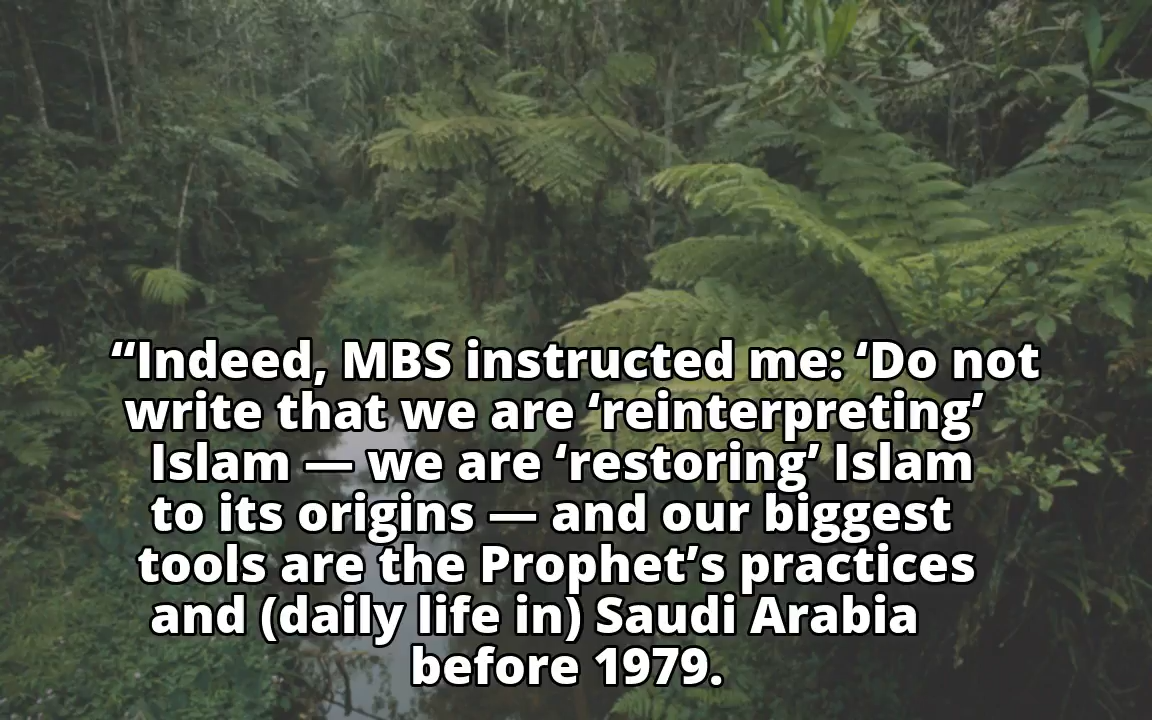 “Indeed, MBS instructed me: ‘Do not
write that we are ‘reinterpreting’
Islam — we are ‘restoring’ Islam
to its origins — and our biggest
tools are the Prophet’s practices
and (daily life in) Saudi Arabia
before 1979.